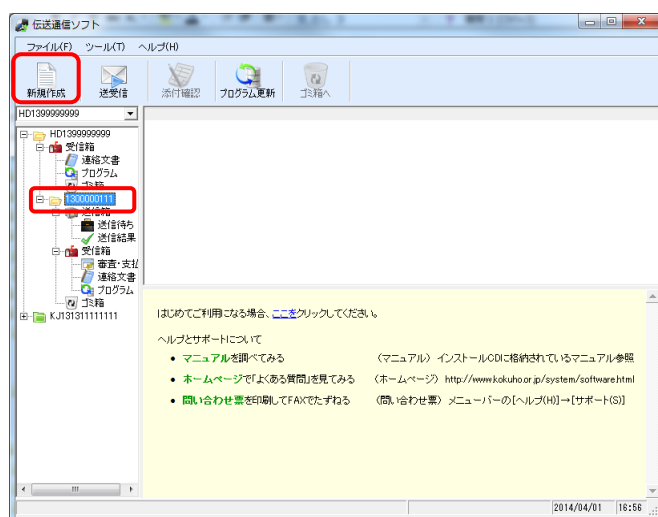 伝送通信ソフト
ファイル(F) ツール(T) ヘルプ(H)
新規作成 送受信 添付確認 プログラム更新 ゴミ箱へ
HD1399999999
HD1399999999
受信箱
連絡文書
プログラム
ゴミ箱
1300000111
送信箱
送信待ち
送信結果
受信箱
審査・支払
連絡文書
プログラム
ゴミ箱
KJ131311111111
はじめてご利用になる場合、ここをクリックしてください。
ヘルプとサポートについて
• マニュアルを調べてみる (マニュアル) インストールCDに格納されているマニュアル参照
• ホームページで「よくある質問」を見てみる (ホームページ) http://www.kokuho.or.jp/system/software.html
• 問い合わせ票を印刷してFAXでたずねる (問い合わせ票) メニューバーの[ヘルプ(H)]→[サポート(S)]
2014/04/01 16:56